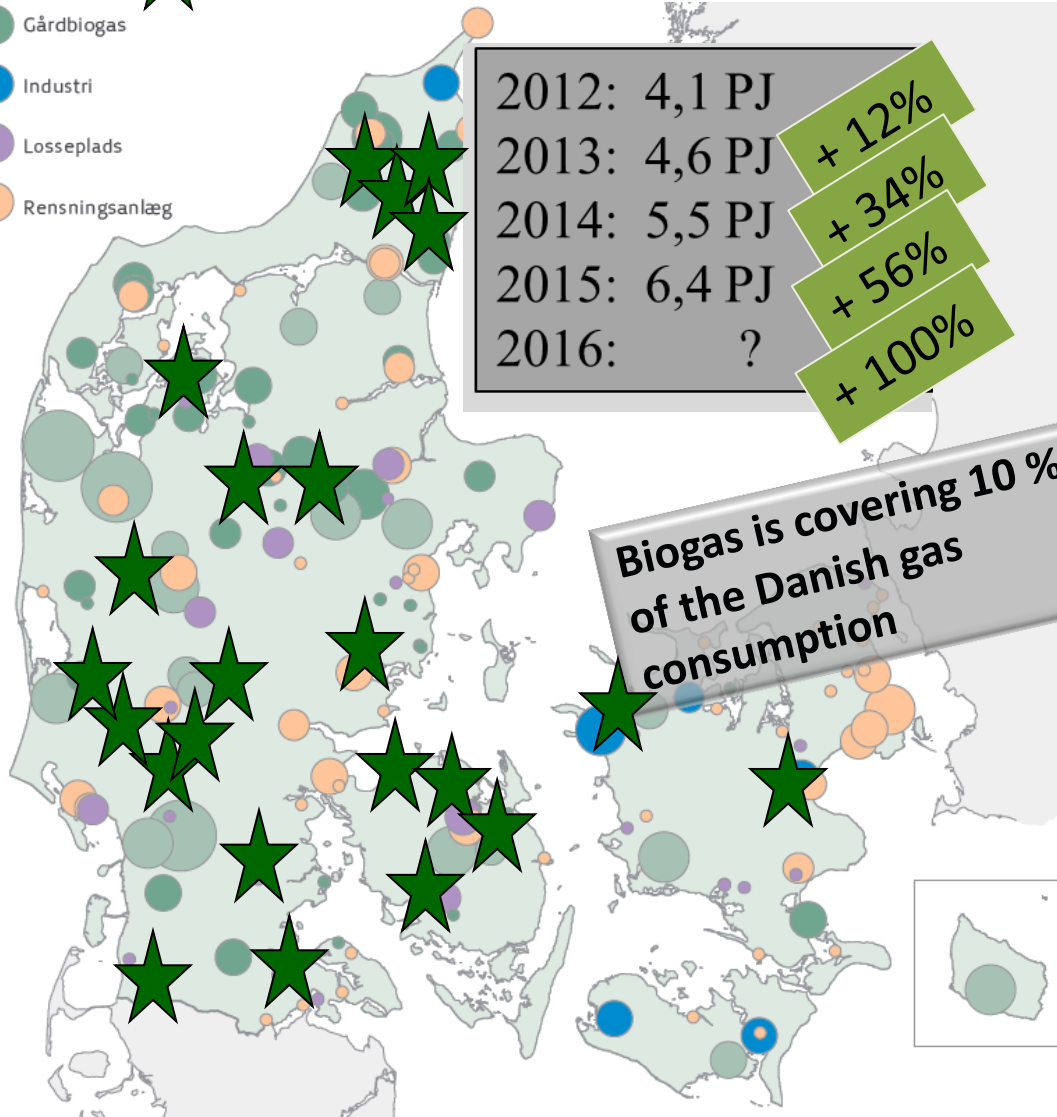 Gårdbiogas
Industri
Losseplads
Rensningsanlæg
2012: 4,1 PJ
2013: 4,6 PJ
2014: 5,5 PJ
2015: 6,4 PJ
2016: ?
+ 12%
+ 34%
+ 56%
+ 100%
Biogas is covering 10 %
of the Danish gas
consumption